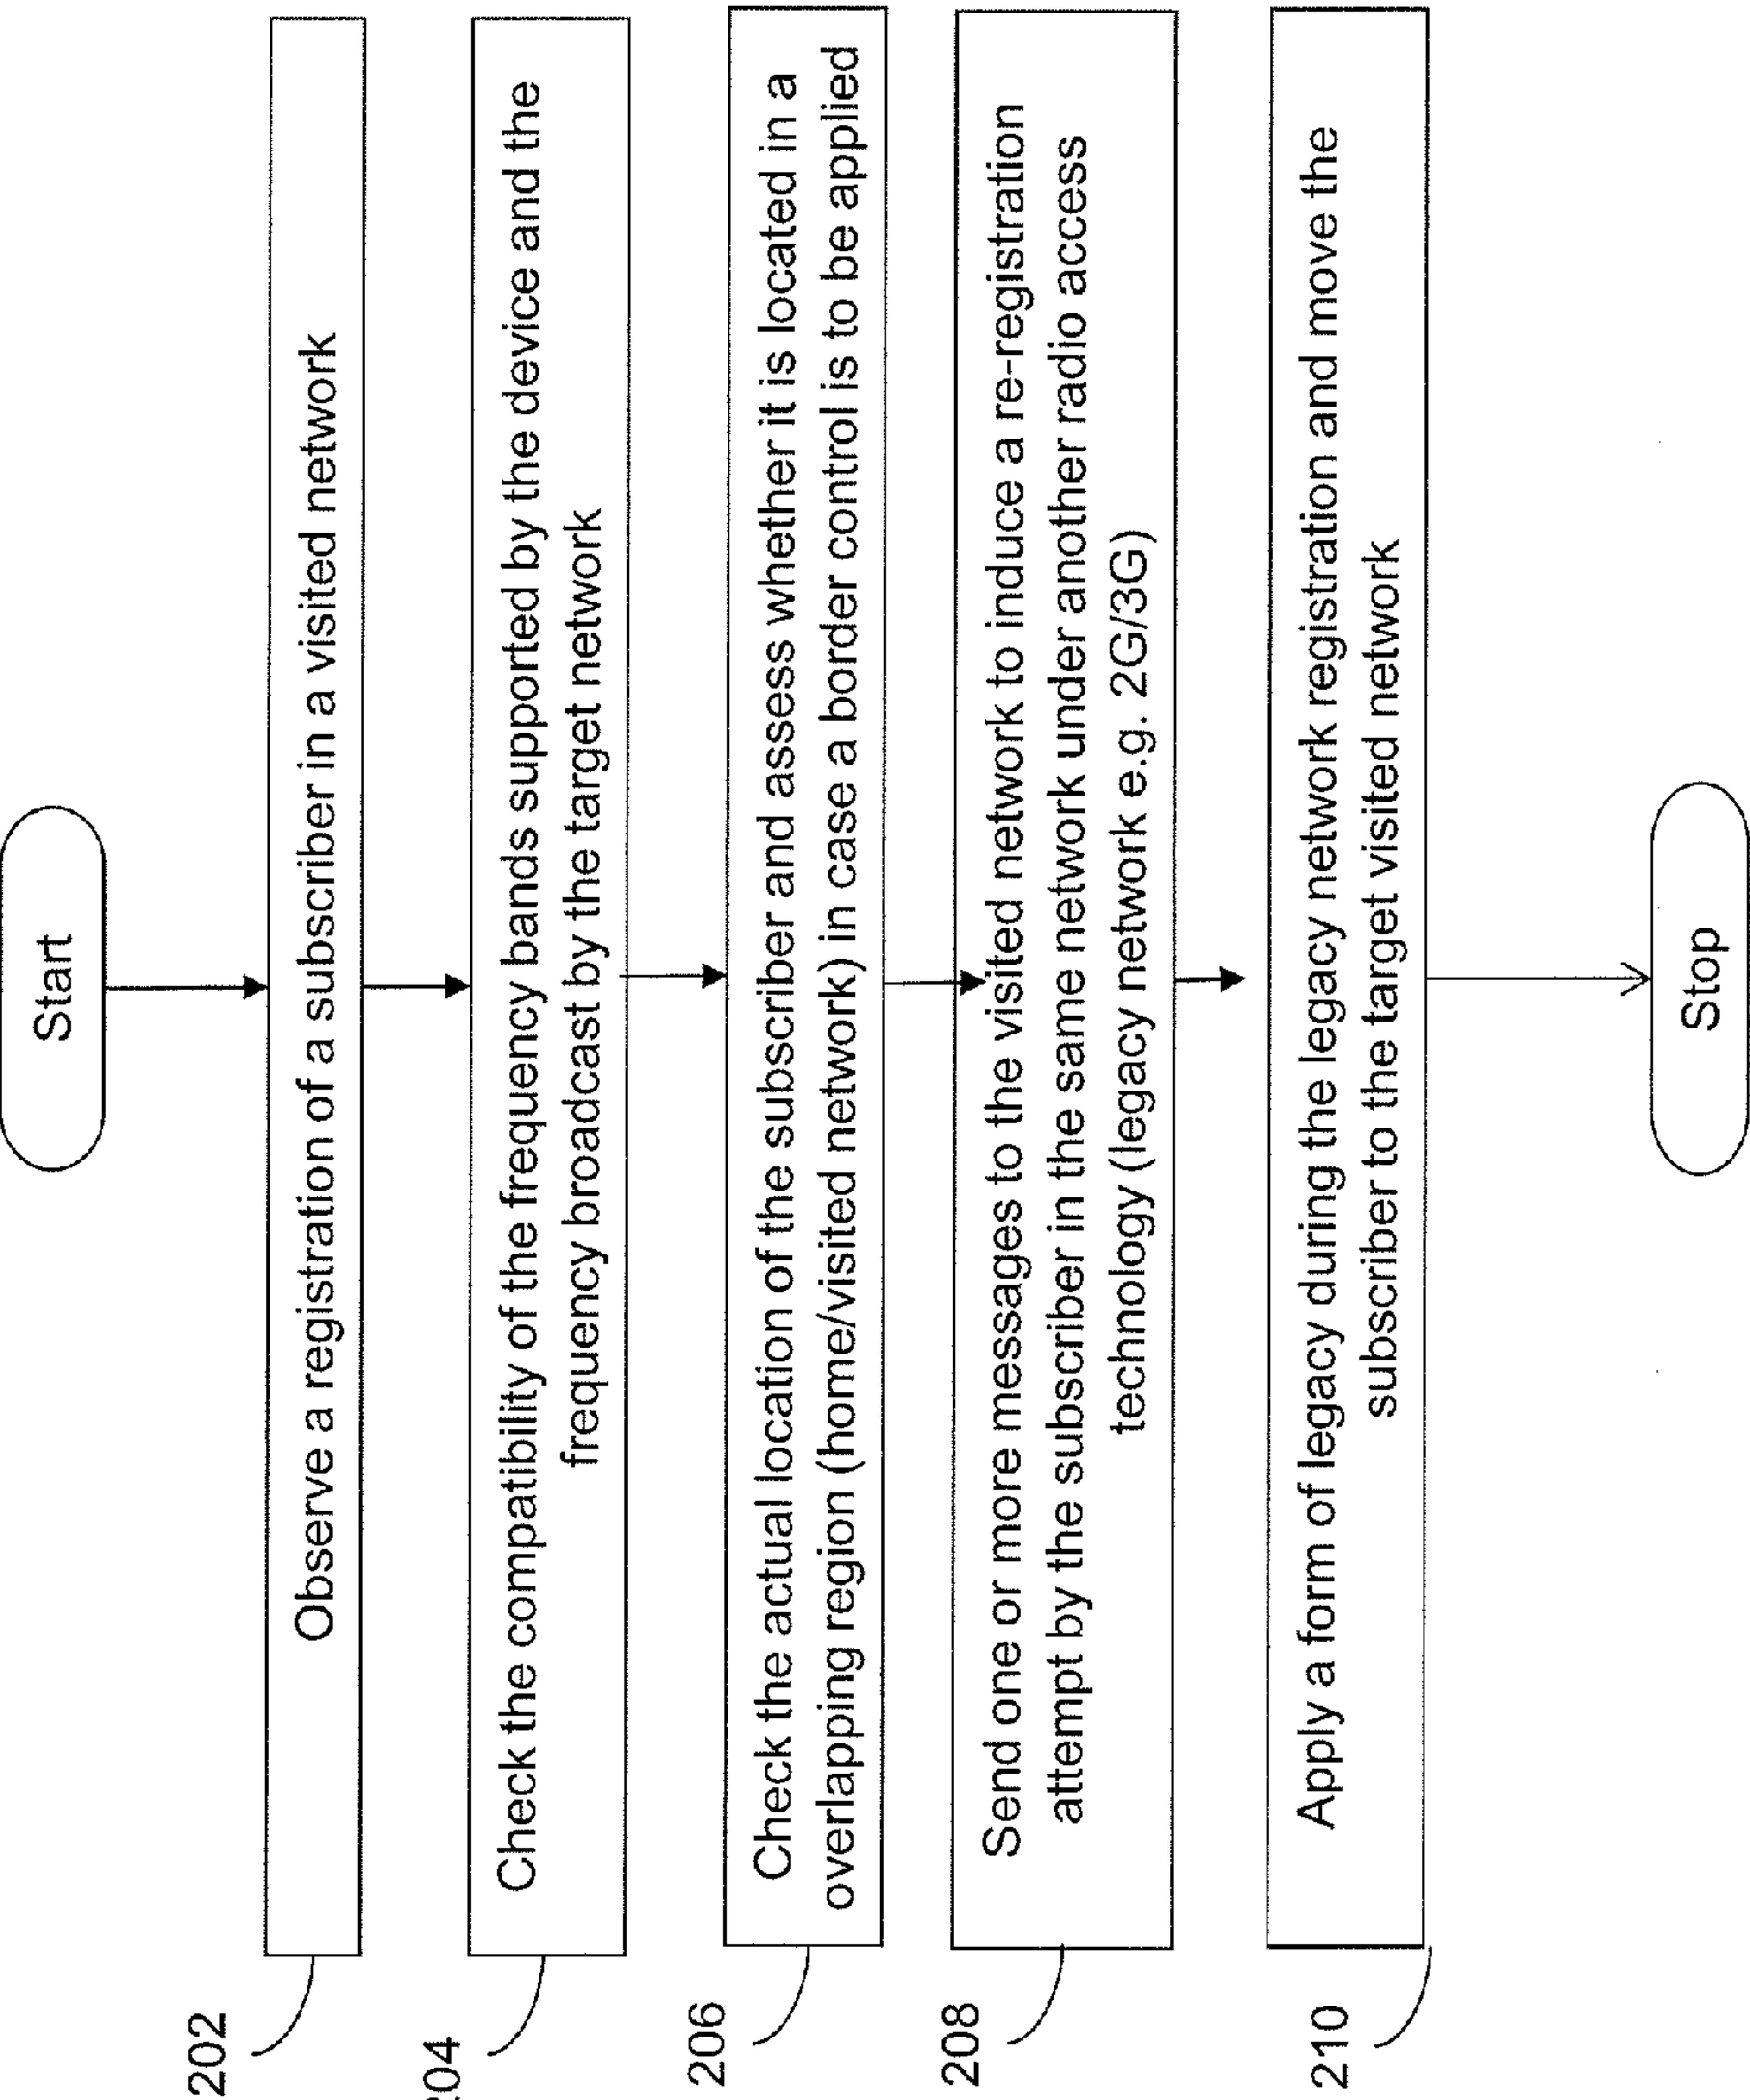 Start
202
Observe a registration of a subscriber in a visited network
204
Check the compatibility of the frequency bands supported by the device and the
frequency broadcast by the target network
206
Check the actual location of the subscriber and assess whether it is located in a
overlapping region (home/visited network) in case a border control is to be applied
208
Send one or more messages to the visited network to induce a re-registration
attempt by the subscriber in the same network under another radio access
technology (legacy network e.g. 2G/3G)
210
Apply a form of legacy during the legacy network registration and move the
subscriber to the target visited network
Stop